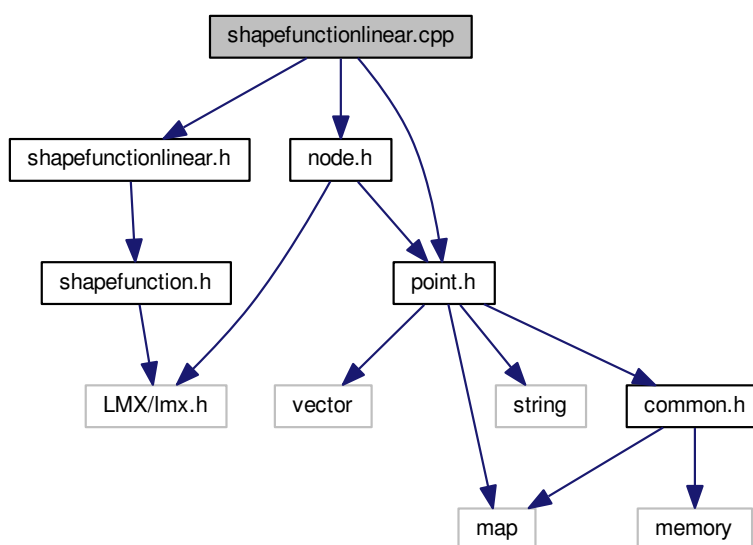 shapefunctionlinear.cpp
shapefunctionlinear.h
node.h
shapefunction.h
point.h
LMX/lmx.h
vector
string
common.h
map
memory